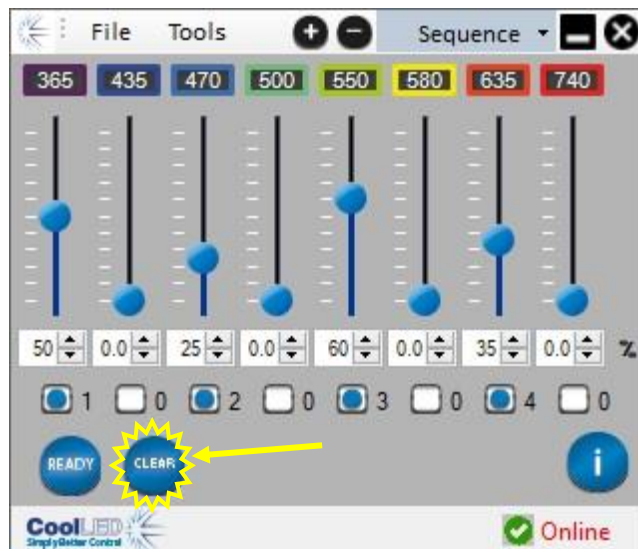 File Tools + - Sequence
365 435 470 500 550 580 635 740
50 0.0 25 0.0 60 0.0 35 0.0 %
1 0 2 0 3 0 4 0
READY CLEAR i
CoolLED
Simply Better Control
Online